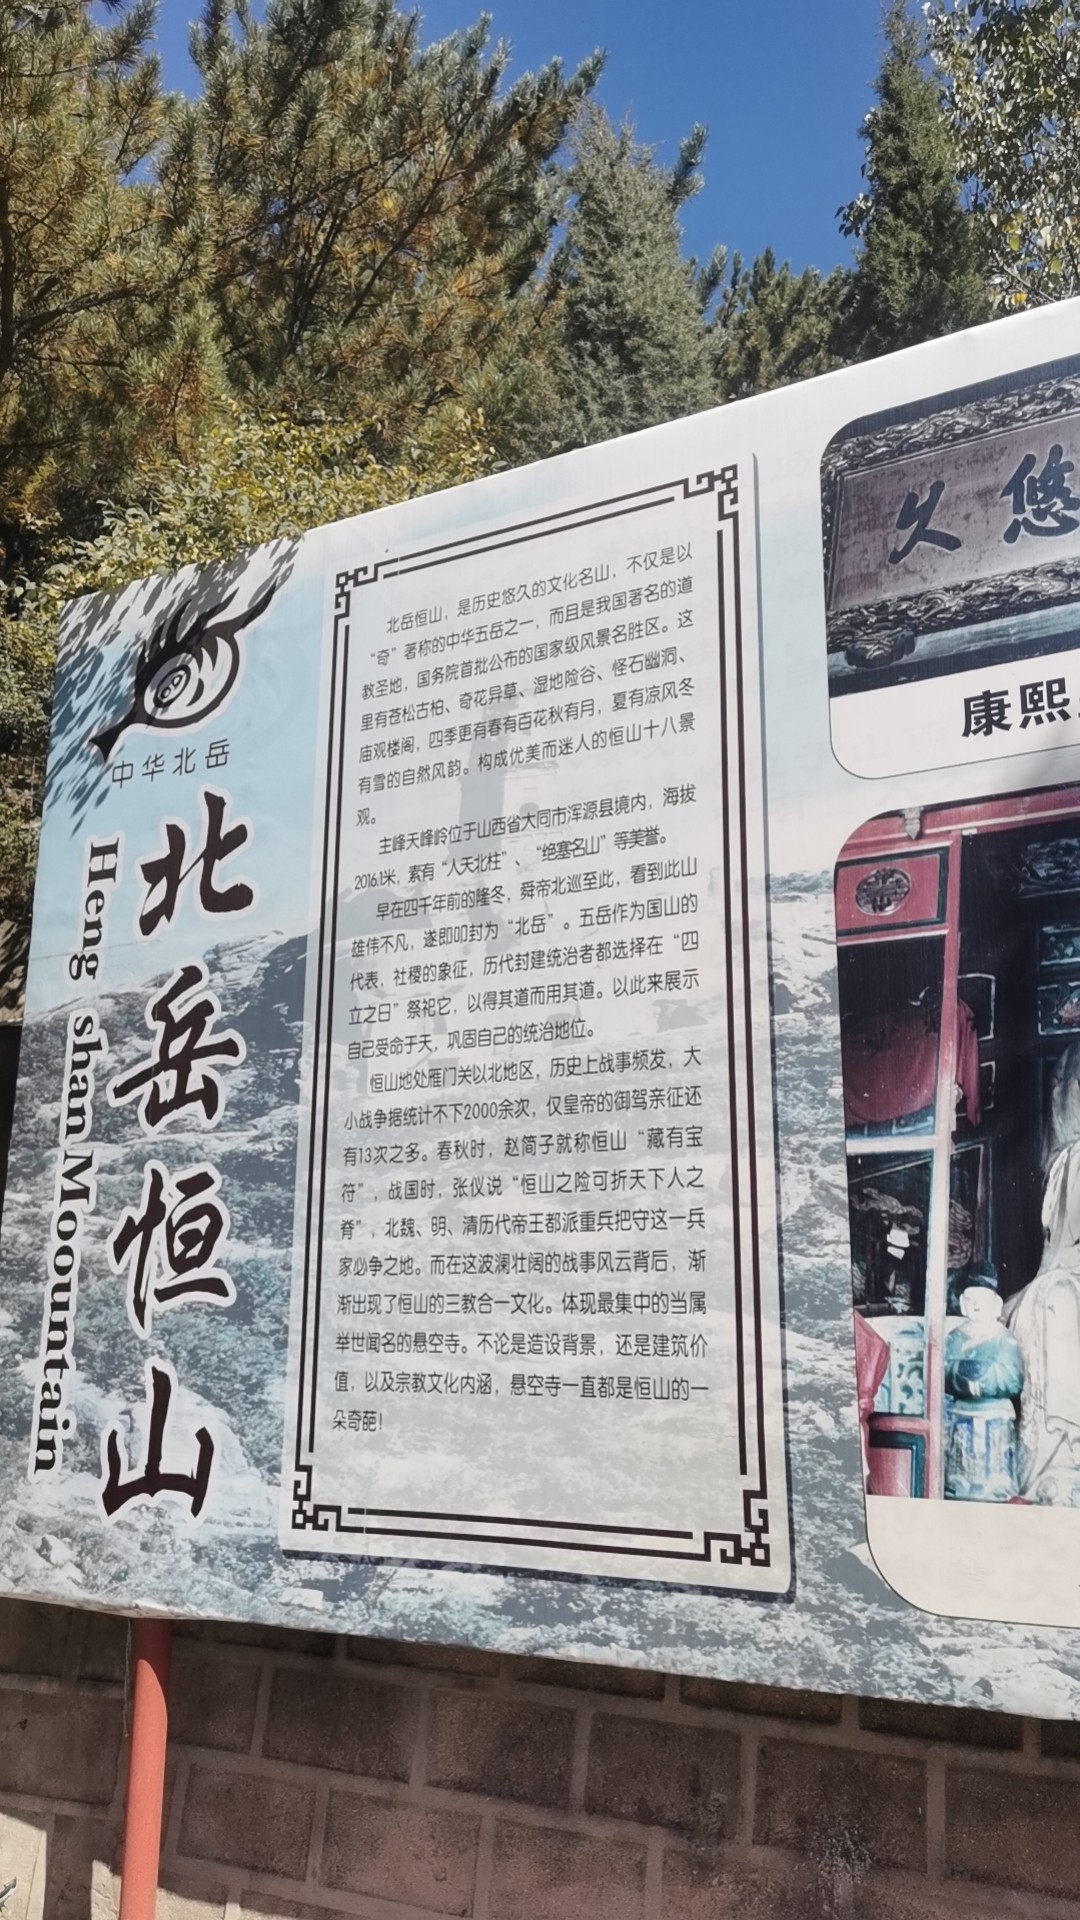 中华北岳
北岳恒山
Heng shan Moountain
北岳恒山，是历史悠久的文化名山，不仅是以
“奇”著称的中华五岳之一，而且是我国著名的道
教圣地，国务院首批公布的国家级风景名胜区。这
里有苍松古柏、奇花异草、湿地险谷、怪石幽洞、
庙观楼阁，四季更有春有百花秋有月，夏有凉风冬
有雪的自然风韵。构成优美而迷人的恒山十八景
观。
主峰天峰岭位于山西省大同市浑源县境内，海拔
2016.1米，素有“人天北柱”、“绝塞名山”等美誉。
早在四千年前的隆冬，舜帝北巡至此，看到此山
雄伟不凡，遂即叩封为“北岳”。五岳作为国山的
代表，社稷的象征，历代封建统治者都选择在“四
立之日”祭祀它，以得其道而用其道。以此来展示
自己受命于天，巩固自己的统治地位。
恒山地处雁门关以北地区，历史上战事频发，大
小战争据统计不下2000余次，仅皇帝的御驾亲征还
有13次之多。春秋时，赵简子就称恒山“藏有宝
符”，战国时，张仪说“恒山之险可折天下人之
脊”，北魏、明、清历代帝王都派重兵把守这一兵
家必争之地。而在这波澜壮阔的战事风云背后，渐
渐出现了恒山的三教合一文化。体现最集中的当属
举世闻名的悬空寺。不论是造设背景，还是建筑价
值，以及宗教文化内涵，悬空寺一直都是恒山的一
朵奇葩！
久悠
康熙